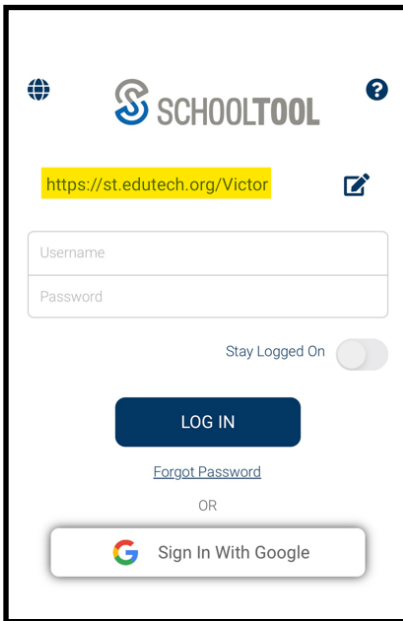 SCHOOLTOOL
https://st.edutech.org/Victor
Username
Password
Stay Logged On
LOG IN
Forgot Password
OR
Sign In With Google